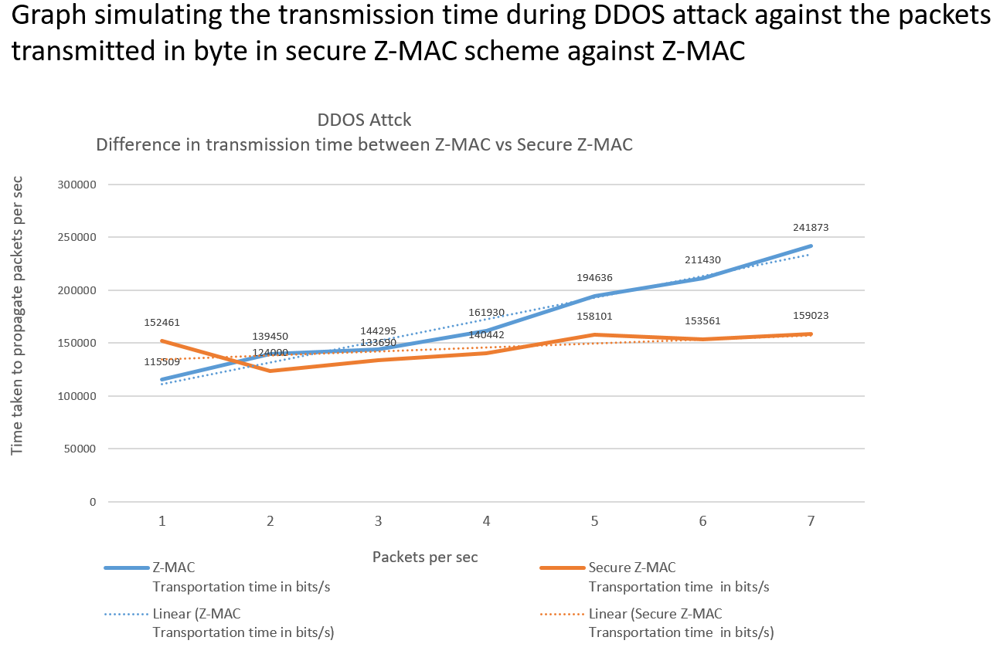 Graph simulating the transmission time during DDOS attack against the packets
transmitted in byte in secure Z-MAC scheme against Z-MAC
DDOS Attck
Difference in transmission time between Z-MAC vs Secure Z-MAC
Time taken to propagate packets per sec
300000
250000
200000
150000
100000
50000
0
241873
211430
194636
161930
144295
139450
115509
152461
124000
133690
140442
158101
153561
159023
1 2 3 4 5 6 7
Packets per sec
Z-MAC
Transportation time in bits/s
Secure Z-MAC
Transportation time in bits/s
Linear (Z-MAC
Transportation time in bits/s)
Linear (Secure Z-MAC
Transportation time in bits/s)